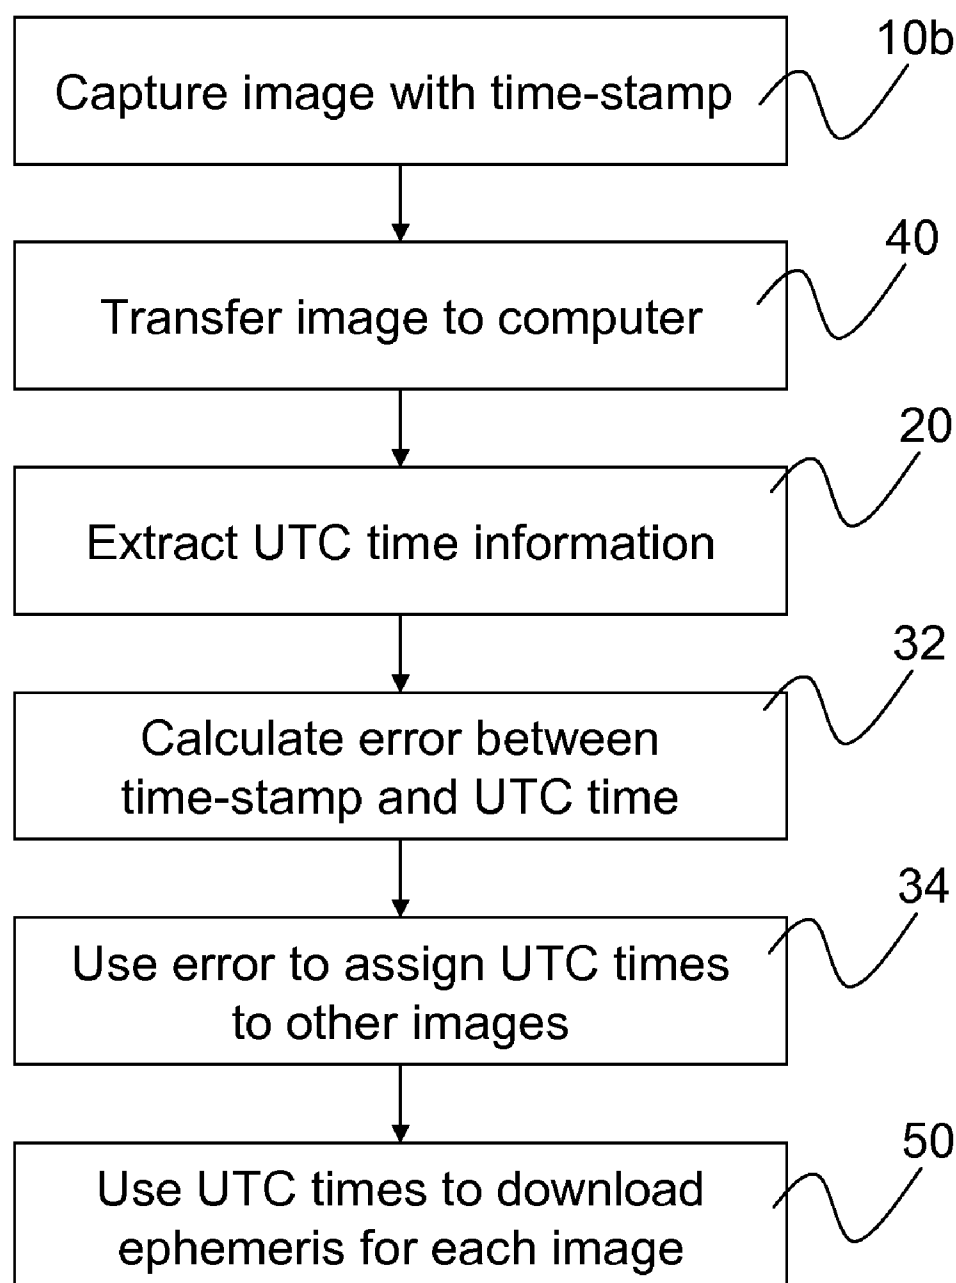 10b
Capture image with time-stamp
40
Transfer image to computer
20
Extract UTC time information
32
Calculate error between
time-stamp and UTC time
34
Use error to assign UTC times
to other images
50
Use UTC times to download
ephemeris for each image